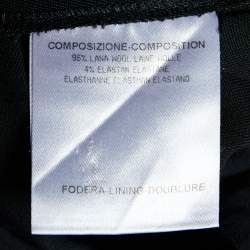 COMPOSIZIONE-COMPOSITION
96% LANA WOOL LAINE WOLLE
4% ELASTAN ELASTANE
ELASTHANNE ELASTHAN ELASTANO
FODERA-LINING-DOUBLURE